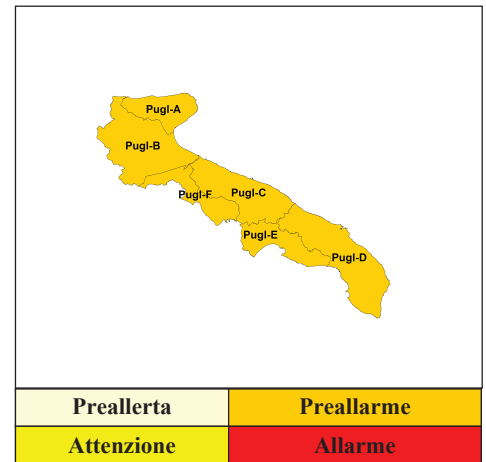 Pugl-A
Pugl-B
Pugl-F
Pugl-C
Pugl-E
Pugl-D
Preallerta Preallarme
Attenzione Allarme